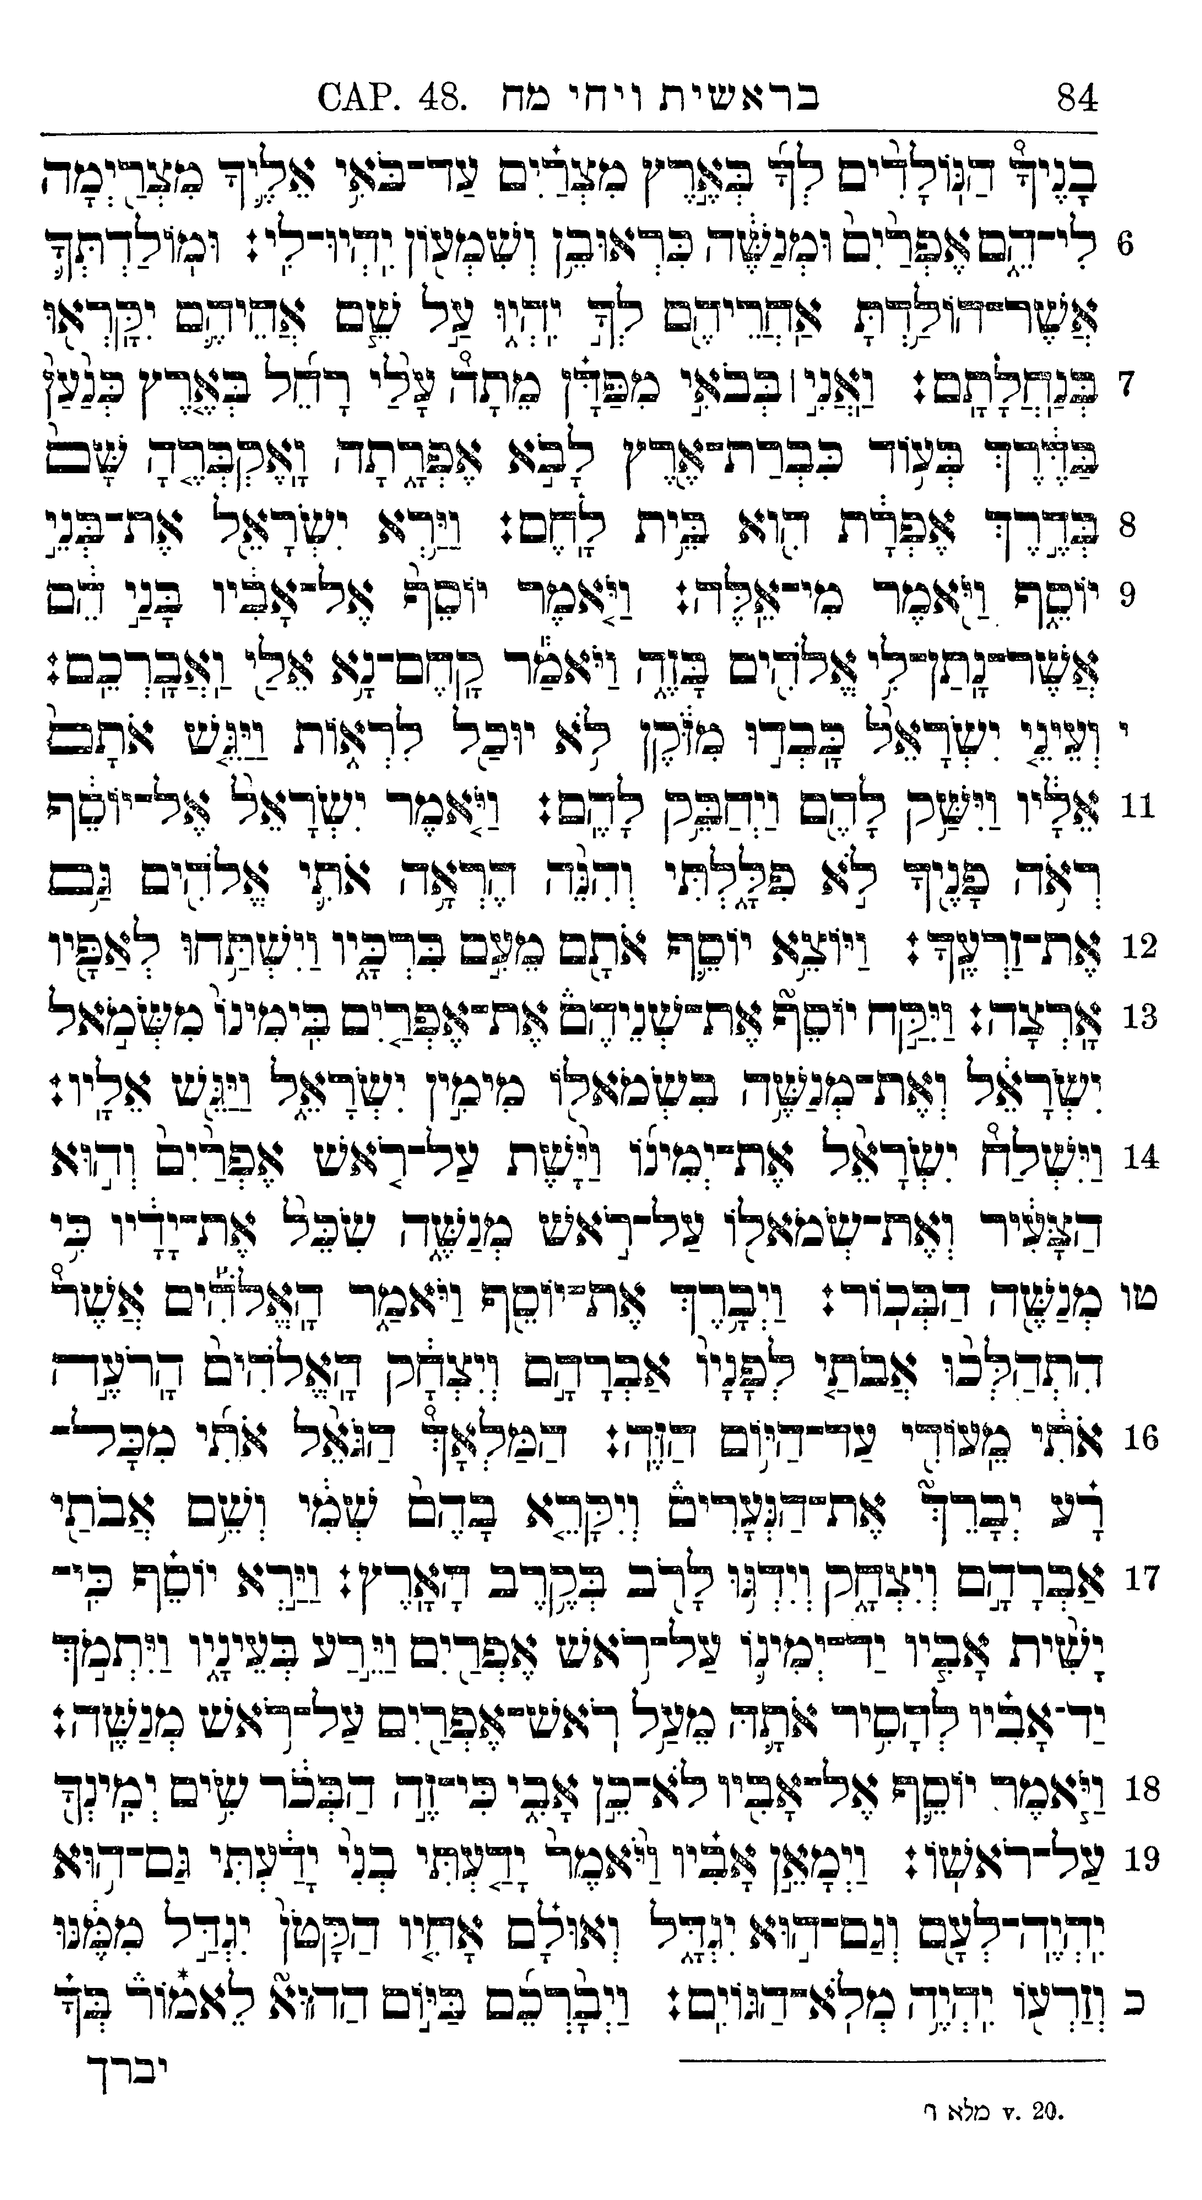 84 בראשית ויחי מח CAP. 48.
בָנֶיךָ֩ הַנּֽוֹלָדִ֨ים לְךָ֜ בְּאֶ֣רֶץ מִצְרַ֗יִם עַד־בֹּאִ֥י אֵלֶ֛יךָ מִצְרַ֖יְמָה
6 לִי־הֵ֑ם אֶפְרַ֙יִם֙ וּמְנַשֶּׁ֔ה כִּרְאוּבֵ֥ן וְשִׁמְע֖וֹן יִֽהְיוּ־לִֽי׃ וּמֽוֹלַדְתְּךָ֛
אֲשֶׁר־הוֹלַ֥דְתָּ אַֽחֲרֵיהֶ֖ם לְךָ֣ יִֽהְי֑וּ עַ֣ל שֵׁ֧ם אֲחֵיהֶ֛ם יִקָּֽרְא֖וּ
7 בְּנַֽחֲלָתָֽם׃ וַֽאֲנִ֣י ׀ בְּבֹאִ֣י מִפַּדָּ֗ן מֵתָה֩ עָלַ֨י רָחֵ֜ל בְּאֶ֤רֶץ כְּנַ֙עַן֙
בַּדֶּ֔רֶךְ בְּע֥וֹד כִּבְרַת־אֶ֖רֶץ לָבֹ֣א אֶפְרָ֑תָה וָֽאֶקְבְּרֶ֤הָ שָּׁם֙
8 בְּדֶ֣רֶךְ אֶפְרָ֔ת הִ֖וא בֵּ֥ית לָֽחֶם׃ וַיַּ֥רְא יִשְׂרָאֵ֖ל אֶת־בְּנֵ֣י
9 יוֹסֵ֑ף וַיֹּ֖אמֶר מִי־אֵֽלֶּה׃ וַיֹּ֤אמֶר יוֹסֵף֙ אֶל־אָבִ֔יו בָּנַ֣י הֵ֔ם
אֲשֶׁר־נָֽתַן־לִ֥י אֱלֹהִ֖ים בָּזֶ֑ה וַיֹּאמַ֕ר קָֽחֶם־נָ֥א אֵלַ֖י וַאֲבָֽרְכֵֽם׃
י וְעֵינֵ֤י יִשְׂרָאֵל֙ כָּֽבְד֣וּ מִזֹּ֔קֶן לֹ֥א יוּכַ֖ל לִרְא֑וֹת וַיַּגֵּ֤שׁ אֹתָם֙
11 אֵלָ֔יו וַיִּשַּׁ֥ק לָהֶ֖ם וַיְחַבֵּ֥ק לָהֶֽם׃ וַיֹּ֤אמֶר יִשְׂרָאֵל֙ אֶל־יוֹסֵ֔ף
רְאֹ֥ה פָנֶ֖יךָ לֹ֣א פִלָּ֑לְתִּי וְהִנֵּ֨ה הֶרְאָ֥ה אֹתִ֛י אֱלֹהִ֖ים גַּ֥ם
12 אֶת־זַרְעֶֽךָ׃ וַיּוֹצֵ֥א יוֹסֵ֛ף אֹתָ֖ם מֵעִ֣ם בִּרְכָּ֑יו וַיִּשְׁתַּ֥חוּ לְאַפָּ֖יו
13 אָֽרְצָה׃ וַיִּקַּ֣ח יוֹסֵף֮ אֶת־שְׁנֵיהֶם֒ אֶת־אֶפְרַ֤יִם בִּֽימִינוֹ֙ מִשְּׂמֹ֣אל
יִשְׂרָאֵ֔ל וְאֶת־מְנַשֶּׁ֥ה בִשְׂמֹאל֖וֹ מִימִ֣ין יִשְׂרָאֵ֑ל וַיַּגֵּ֖שׁ אֵלָֽיו׃
14 וַיִּשְׁלַח֩ יִשְׂרָאֵ֨ל אֶת־יְמִינ֜וֹ וַיָּ֨שֶׁת עַל־רֹ֤אשׁ אֶפְרַ֙יִם֙ וְה֣וּא
הַצָּעִ֔יר וְאֶת־שְׂמֹאל֖וֹ עַל־רֹ֣אשׁ מְנַשֶּׁ֑ה שִׂכֵּל֙ אֶת־יָדָ֔יו כִּ֥י
טו מְנַשֶּׁ֖ה הַבְּכֽוֹר׃ וַיְבָ֥רֶךְ אֶת־יוֹסֵ֖ף וַיֹּאמַ֑ר הָֽאֱלֹהִ֡ים אֲשֶׁר֩
הִתְהַלְּכ֨וּ אֲבֹתַ֤י לְפָנָיו֙ אַבְרָהָ֣ם וְיִצְחָ֔ק הָֽאֱלֹהִים֙ הָֽרֹעֶ֣ה
16 אֹתִ֔י מֵֽעוֹדִ֖י עַד־הַיּ֥וֹם הַזֶּֽה׃ הַמַּלְאָךְ֩ הַגֹּאֵ֨ל אֹתִ֜י מִכָּל־
רָ֗ע יְבָרֵךְ֮ אֶת־הַנְּעָרִים֒ וְיִקָּרֵ֤א בָהֶם֙ שְׁמִ֔י וְשֵׁ֥ם אֲבֹתַ֖י
17 אַבְרָהָ֣ם וְיִצְחָ֑ק וְיִדְגּ֥וּ לָרֹ֖ב בְּקֶ֥רֶב הָאָֽרֶץ׃ וַיַּ֣רְא יוֹסֵ֗ף כִּֽי־
יָשִׁ֨ית אָבִ֧יו יַד־יְמִינ֛וֹ עַל־רֹ֥אשׁ אֶפְרַ֖יִם וַיֵּ֣רַע בְּעֵינָ֑יו וַיִּתְמֹ֣ךְ
יַד־אָבִ֗יו לְהָסִ֥יר אֹתָ֛הּ מֵעַ֥ל רֹֽאשׁ־אֶפְרַ֖יִם עַל־רֹ֥אשׁ מְנַשֶּֽׁה׃
18 וַיֹּ֧אמֶר יוֹסֵ֛ף אֶל־אָבִ֖יו לֹא־כֵ֣ן אָבִ֑י כִּי־זֶ֣ה הַבְּכֹ֔ר שִׂ֥ים יְמִֽינְךָ֖
19 עַל־רֹאשֽׁוֹ׃ וַיְמָאֵ֣ן אָבִ֗יו וַיֹּ֙אמֶר֙ יָדַ֤עְתִּֽי בְנִי֙ יָדַ֔עְתִּי גַּם־ה֥וּא
יִֽהְיֶה־לְּעָ֖ם וְגַם־ה֣וּא יִגְדָּ֑ל וְאוּלָ֗ם אָחִ֤יו הַקָּטֹן֙ יִגְדַּ֣ל מִמֶּ֔נּוּ
כ וְזַרְע֖וֹ יִהְיֶ֥ה מְלֹֽא־הַגּוֹיִֽם׃ וַיְבָ֨רֲכֵ֜ם בַּיּ֣וֹם הַהוּא֮ לֵאמוֹר֒ בְּךָ֗
יברך
v. 20. מלא ו׳